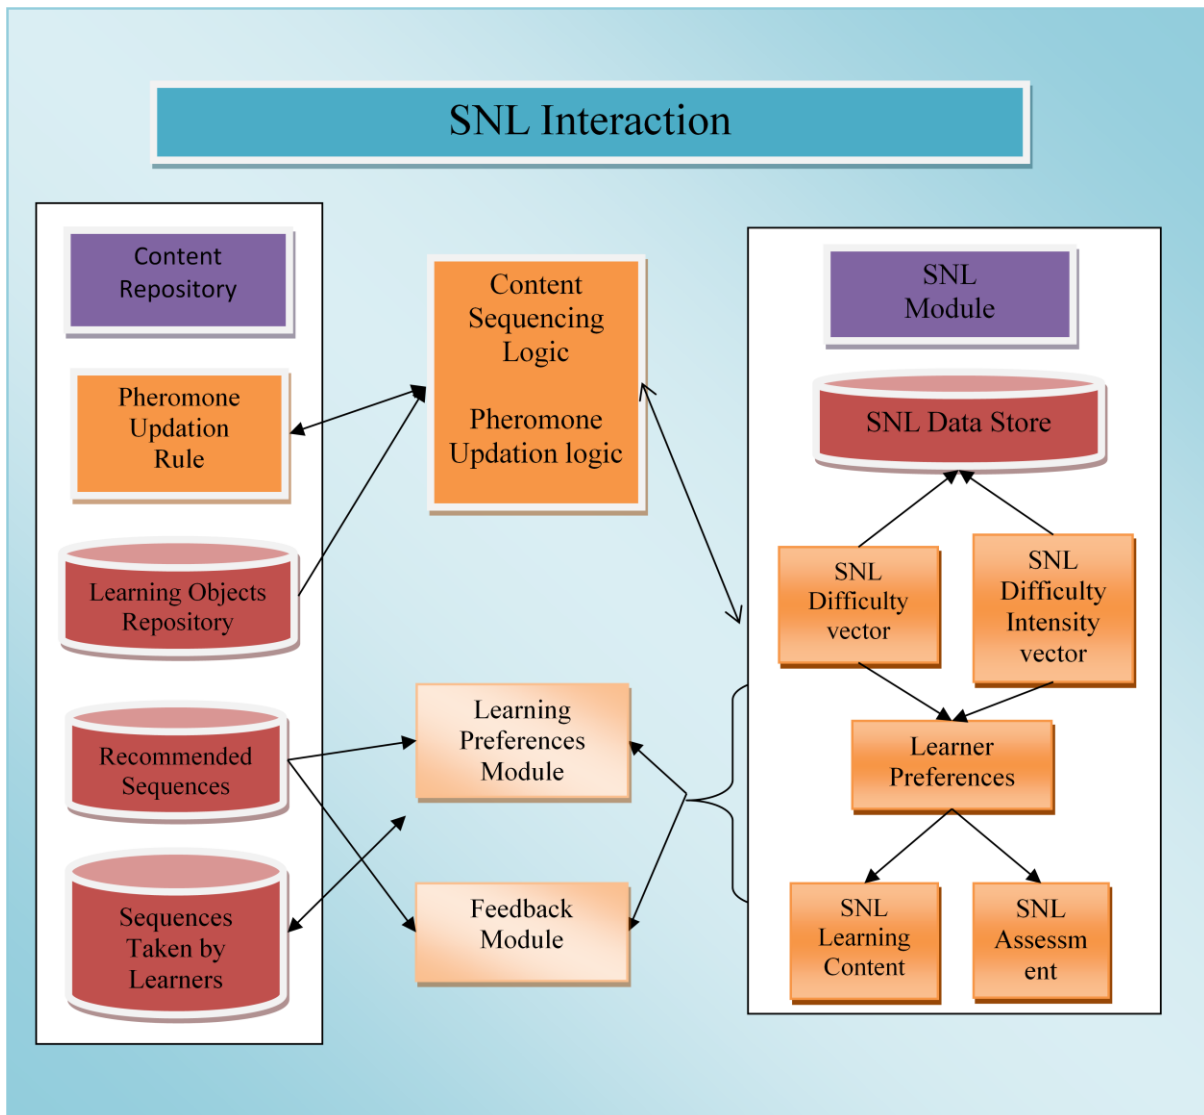 SNL Interaction
Content
Repository
Pheromone
Updation
Rule
Learning Objects
Repository
Recommended
Sequences
Sequences
Taken by
Learners
Content
Sequencing
Logic
Pheromone
Updation logic
Learning
Preferences
Module
Feedback
Module
SNL
Module
SNL Data Store
SNL
Difficulty
vector
SNL
Difficulty
Intensity
vector
Learner
Preferences
SNL
Learning
Content
SNL
Assessm
ent